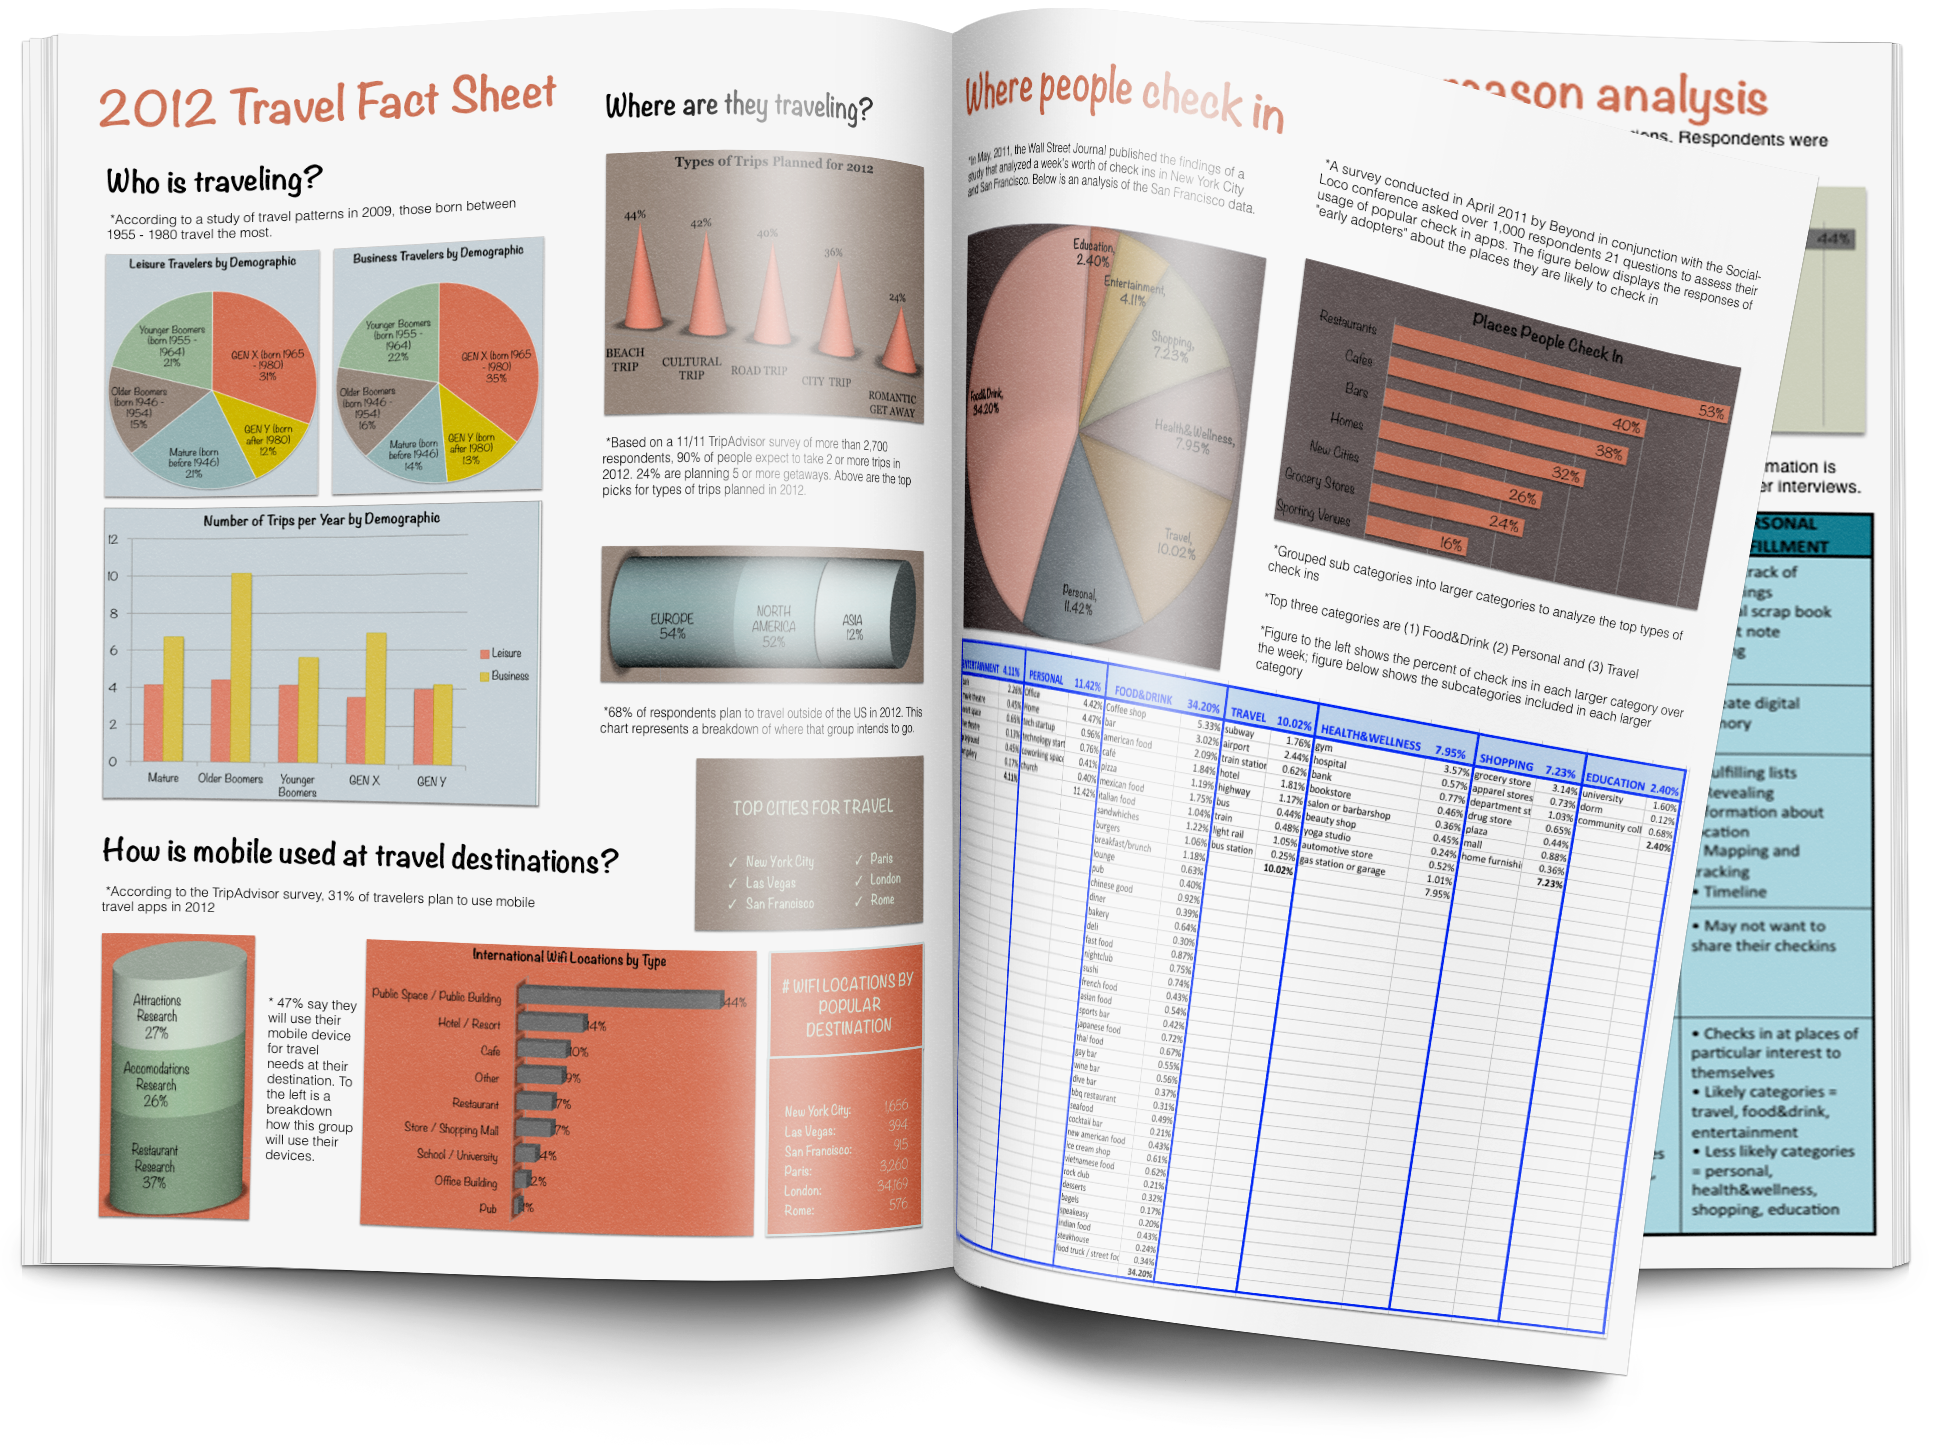 2012 Travel Fact Sheet
Who is traveling?
*According to a study of travel patterns in 2009, those born between
1955 - 1980 travel the most.
Leisure Travelers by Demographic
Younger Boomers
(born 1955 -
1964)
21%
GEN X (born 1965
- 1980)
31%
Older Boomers
(born 1946 -
1954)
15%
GEN Y (born
after 1980)
12%
Mature (born
before 1946)
21%
Business Travelers by Demographic
Younger Boomers
(born 1955 -
1964)
22%
GEN X (born 1965
- 1980)
35%
Older Boomers
(born 1946 -
1954)
16%
Mature (born
before 1946)
14%
GEN Y (born
after 1980)
13%
Number of Trips per Year by Demographic
12
10
8
6
4
2
0
Mature
Older Boomers
Younger
Boomers
GEN X
GEN Y
Leisure
Business
How is mobile used at travel destinations?
*According to the TripAdvisor survey, 31% of travelers plan to use mobile
travel apps in 2012
Attractions
Research
27%
Accomodations
Research
26%
Restaurant
Research
37%
* 47% say they
will use their
mobile device
for travel
needs at their
destination. To
the left is a
breakdown
how this group
will use their
devices.
International Wifi Locations by Type
Public Space / Public Building 44%
Hotel / Resort 14%
Cafe 10%
Other 9%
Restaurant 7%
Store / Shopping Mall 7%
School / University 4%
Office Building 2%
Pub 1%
Where are they traveling?
Types of Trips Planned for 2012
44%
42%
40%
36%
24%
BEACH
TRIP
CULTURAL
TRIP
ROAD TRIP
CITY TRIP
ROMANTIC
GET AWAY
*Based on a 11/11 TripAdvisor survey of more than 2,700
respondents, 90% of people expect to take 2 or more trips in
2012. 24% are planning 5 or more getaways. Above are the top
picks for types of trips planned in 2012.
EUROPE
54%
NORTH
AMERICA
52%
ASIA
12%
*68% of respondents plan to travel outside of the US in 2012. This
chart represents a breakdown of where that group intends to go.
TOP CITIES FOR TRAVEL
✓ New York City
✓ Las Vegas
✓ San Francisco
✓ Paris
✓ London
✓ Rome
# WIFI LOCATIONS BY
POPULAR
DESTINATION
New York City: 1,656
Las Vegas: 394
San Francisco: 915
Paris: 3,260
London: 34,169
Rome: 576
Where people check in
*In May, 2011, the Wall Street Journal published the findings of a
study that analyzed a week's worth of check ins in New York City
and San Francisco. Below is an analysis of the San Francisco data.
Education,
2.40%
Entertainment,
4.11%
Shopping,
7.23%
Health&Wellness,
7.95%
Travel,
10.02%
Personal,
11.42%
Food&Drink,
34.20%
*A survey conducted in April 2011 by Beyond in conjunction with the Social-
Loco conference asked over 1,000 respondents 21 questions to assess their
usage of popular check in apps. The figure below displays the responses of
"early adopters" about the places they are likely to check in
Places People Check In
Restaurants 53%
Cafes 40%
Bars 38%
Homes 32%
New Cities 26%
Grocery Stores 24%
Sporting Venues 16%
*Grouped sub categories into larger categories to analyze the top types of
check ins
*Top three categories are (1) Food&Drink (2) Personal and (3) Travel
*Figure to the left shows the percent of check ins in each larger category over
the week; figure below shows the subcategories included in each larger
category
ENTERTAINMENT 4.11%
4.11%
PERSONAL 11.42%
Office 4.42%
Home 4.47%
tech startup 0.96%
technology start 0.76%
coworking space 0.41%
church 0.40%
11.42%
FOOD&DRINK 34.20%
Coffee shop 5.33%
bar 3.02%
american food 2.09%
café 1.84%
pizza 1.19%
mexican food 1.75%
italian food 1.04%
sandwhiches 1.22%
burgers 1.06%
breakfast/brunch 1.18%
lounge 0.63%
pub 0.40%
chinese good 0.92%
diner 0.39%
bakery 0.64%
deli 0.30%
fast food 0.87%
nightclub 0.75%
sushi 0.74%
french food 0.43%
asian food 0.54%
sports bar 0.42%
japanese food 0.72%
thai food 0.67%
gay bar 0.55%
wine bar 0.56%
dive bar 0.37%
bbq restaurant 0.31%
seafood 0.49%
cocktail bar 0.21%
new american food 0.43%
ice cream shop 0.61%
vietnamese food 0.62%
rock club 0.21%
desserts 0.32%
bagels 0.17%
speakeasy 0.20%
indian food 0.43%
steakhouse 0.24%
food truck / street foo 0.34%
34.20%
TRAVEL 10.02%
subway 1.76%
airport 2.44%
train station 0.62%
hotel 1.81%
highway 1.17%
bus 0.44%
train 0.48%
light rail 1.05%
bus station 0.25%
10.02%
HEALTH&WELLNESS 7.95%
gym 3.57%
hospital 0.57%
bank 0.77%
bookstore 0.46%
salon or barbarshop 0.36%
beauty shop 0.45%
yoga studio 0.24%
automotive store 0.52%
gas station or garage 1.01%
7.95%
SHOPPING 7.23%
grocery store 3.14%
apparel stores 0.73%
department st 1.03%
drug store 0.65%
plaza 0.44%
mall 0.88%
home furnishi 0.36%
7.23%
EDUCATION 2.40%
university 1.60%
dorm 0.12%
community coll 0.68%
2.40%
eason analysis
ons. Respondents were
44%
mation is
er interviews.
RSONAL
FILLMENT
rack of
ngs
al scrap book
t note
ng
eate digital
nory
ulfilling lists
Revealing
formation about
cation
Mapping and
racking
• Timeline
• May not want to
share their checkins
• Checks in at places of
particular interest to
themselves
• Likely categories =
travel, food&drink,
entertainment
• Less likely categories
= personal,
health&wellness,
shopping, education